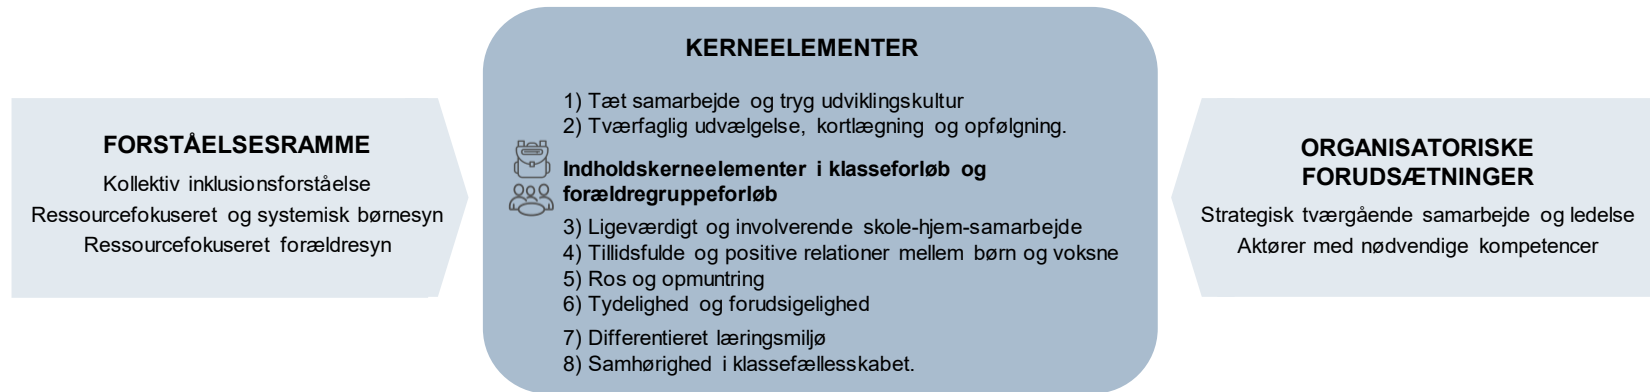 FORSTÅELSESRAMME
Kollektiv inklusionsforståelse
Ressourcefokuseret og systemisk børnesyn
Ressourcefokuseret forældresyn
KERNEELEMENTER
1) Tæt samarbejde og tryg udviklingskultur
2) Tværfaglig udvælgelse, kortlægning og opfølgning.
Indholdskerneelementer i klasseforløb og
forældregruppeforløb
3) Ligeværdigt og involverende skole-hjem-samarbejde
4) Tillidsfulde og positive relationer mellem børn og voksne
5) Ros og opmuntring
6) Tydelighed og forudsigelighed
7) Differentieret læringsmiljø
8) Samhørighed i klassefællesskabet.
ORGANISATORISKE
FORUDSÆTNINGER
Strategisk tværgående samarbejde og ledelse
Aktører med nødvendige kompetencer